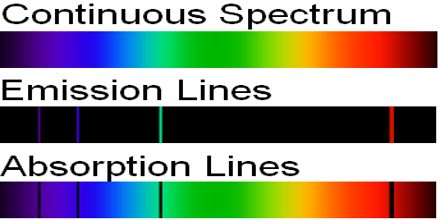 Continuous Spectrum
Emission Lines
Absorption Lines